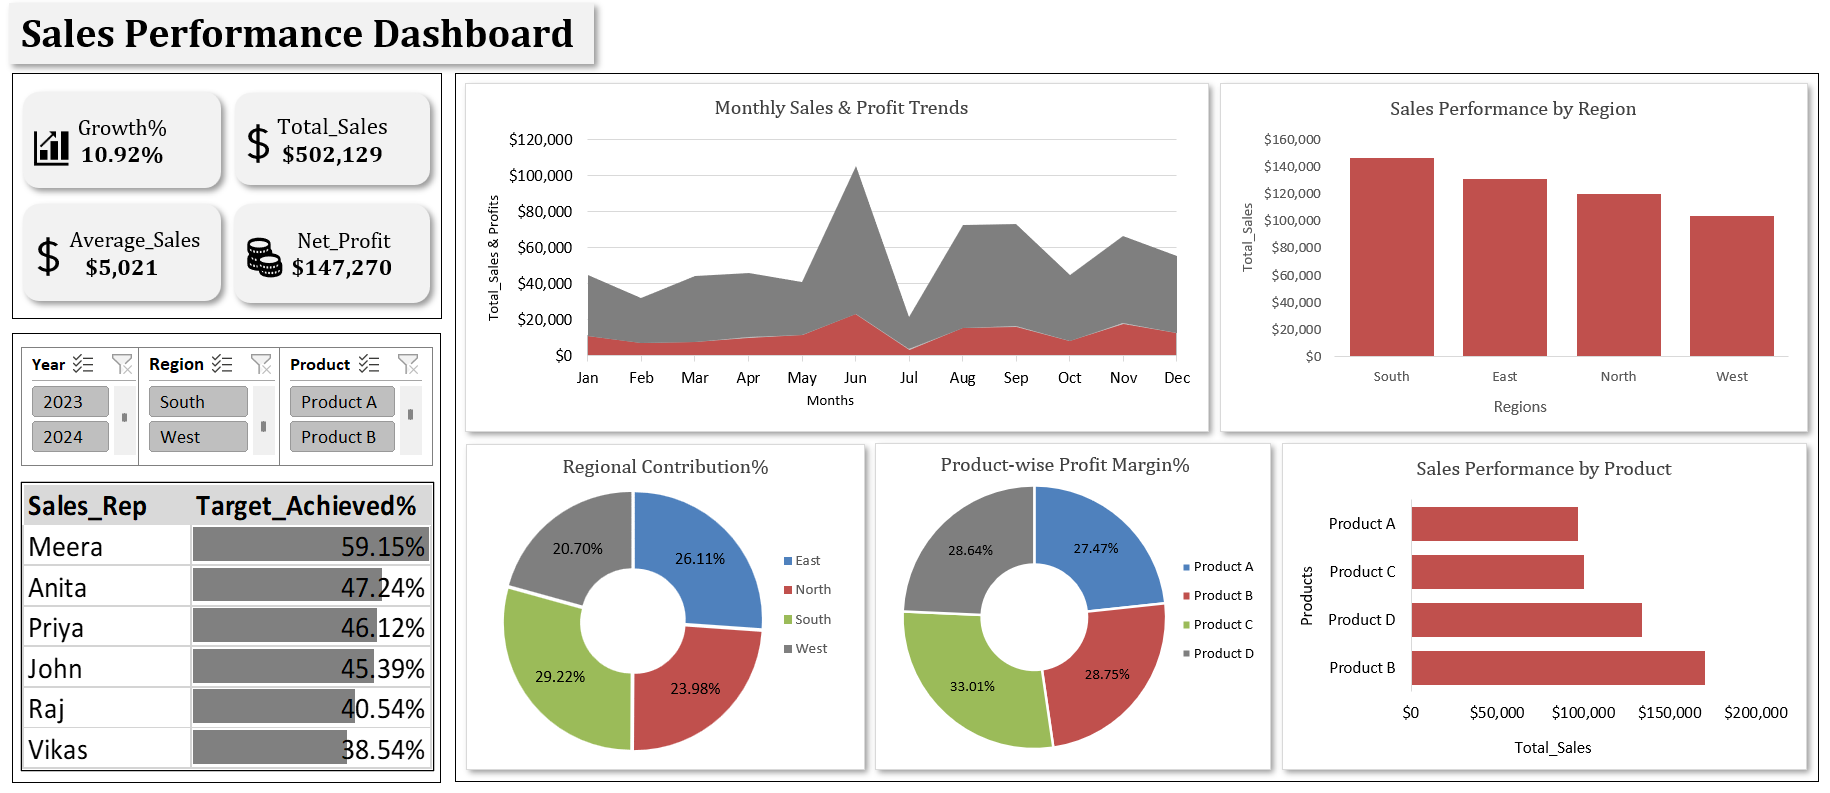 Sales Performance Dashboard
Growth%
10.92%
Total_Sales
$502,129
Average_Sales
$5,021
Net_Profit
$147,270
Year
2023
2024
Region
South
West
Product
Product A
Product B
Sales_Rep Target_Achieved%
Meera 59.15%
Anita 47.24%
Priya 46.12%
John 45.39%
Raj 40.54%
Vikas 38.54%
Monthly Sales & Profit Trends
Total_Sales & Profits
$120,000
$100,000
$80,000
$60,000
$40,000
$20,000
$0
Jan Feb Mar Apr May Jun Jul Aug Sep Oct Nov Dec
Months
Sales Performance by Region
Total_Sales
$160,000
$140,000
$120,000
$100,000
$80,000
$60,000
$40,000
$20,000
$0
South East North West
Regions
Regional Contribution%
20.70%
26.11%
29.22%
23.98%
East
North
South
West
Product-wise Profit Margin%
28.64%
27.47%
33.01%
28.75%
Product A
Product B
Product C
Product D
Sales Performance by Product
Products
Product A
Product C
Product D
Product B
$0 $50,000 $100,000 $150,000 $200,000
Total_Sales